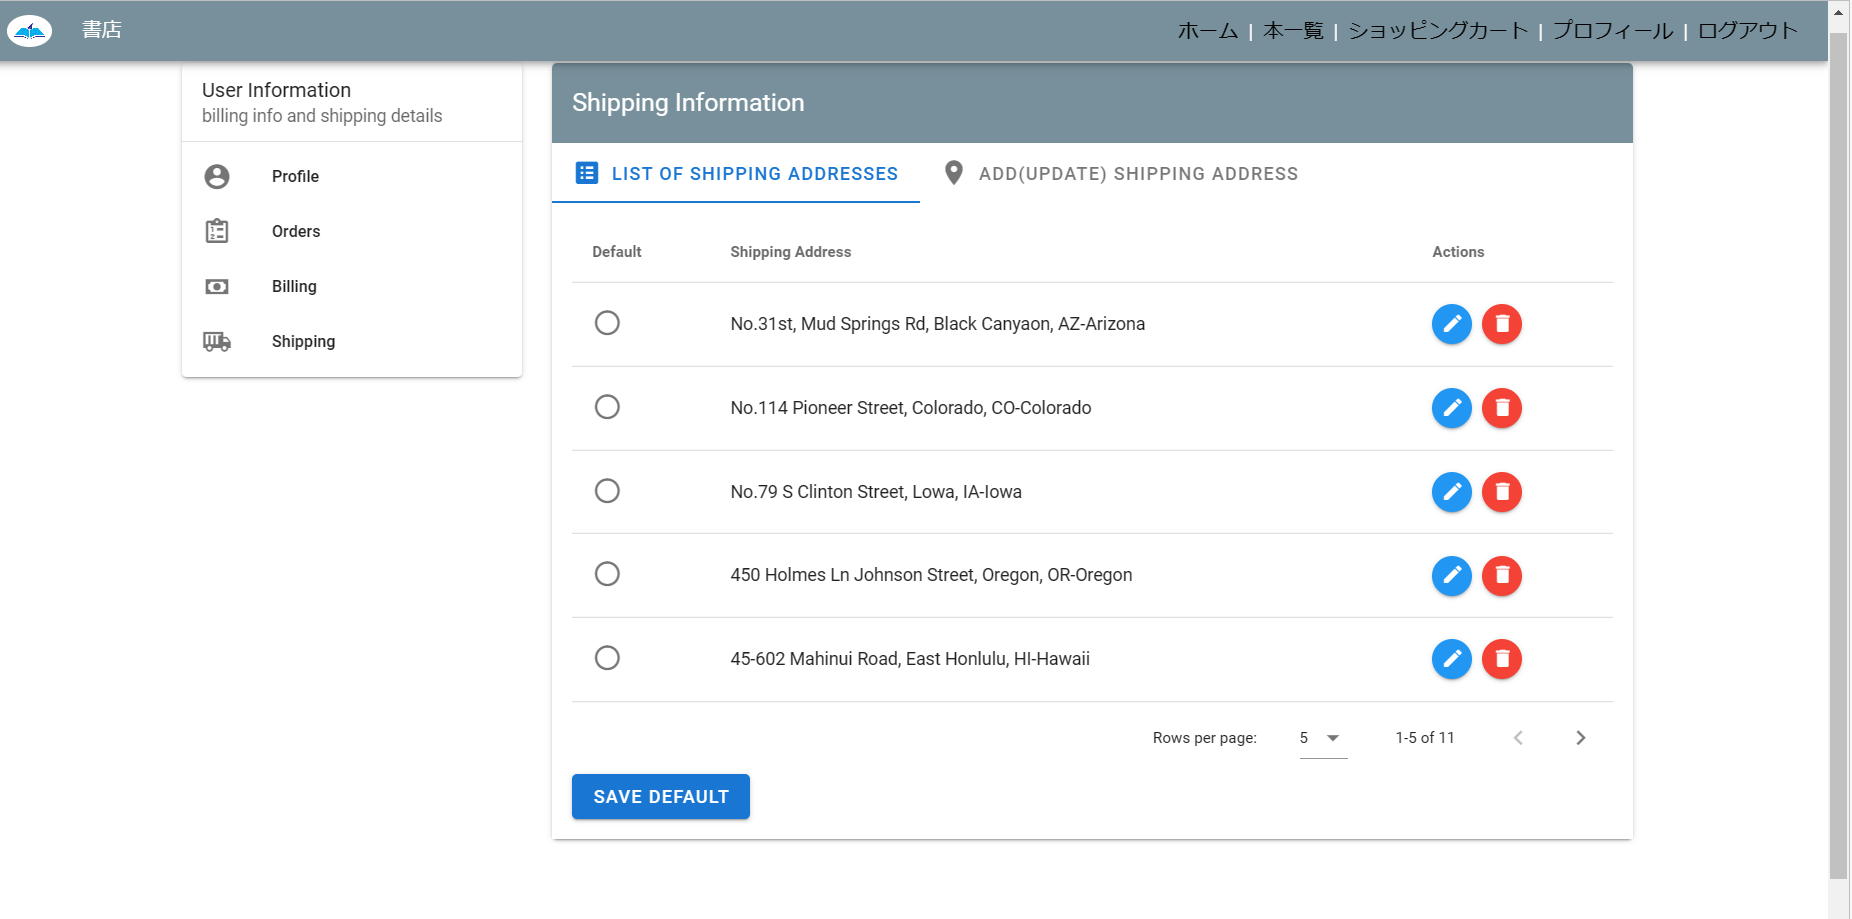 書店
ホーム | 本一覧 | ショッピングカート | プロフィール | ログアウト
User Information
billing info and shipping details
Profile
Orders
Billing
Shipping
Shipping Information
LIST OF SHIPPING ADDRESSES
ADD(UPDATE) SHIPPING ADDRESS
Default Shipping Address Actions
No.31st, Mud Springs Rd, Black Canyaon, AZ-Arizona
No.114 Pioneer Street, Colorado, CO-Colorado
No.79 S Clinton Street, Lowa, IA-Iowa
450 Holmes Ln Johnson Street, Oregon, OR-Oregon
45-602 Mahinui Road, East Honlulu, HI-Hawaii
Rows per page: 5 1-5 of 11
SAVE DEFAULT